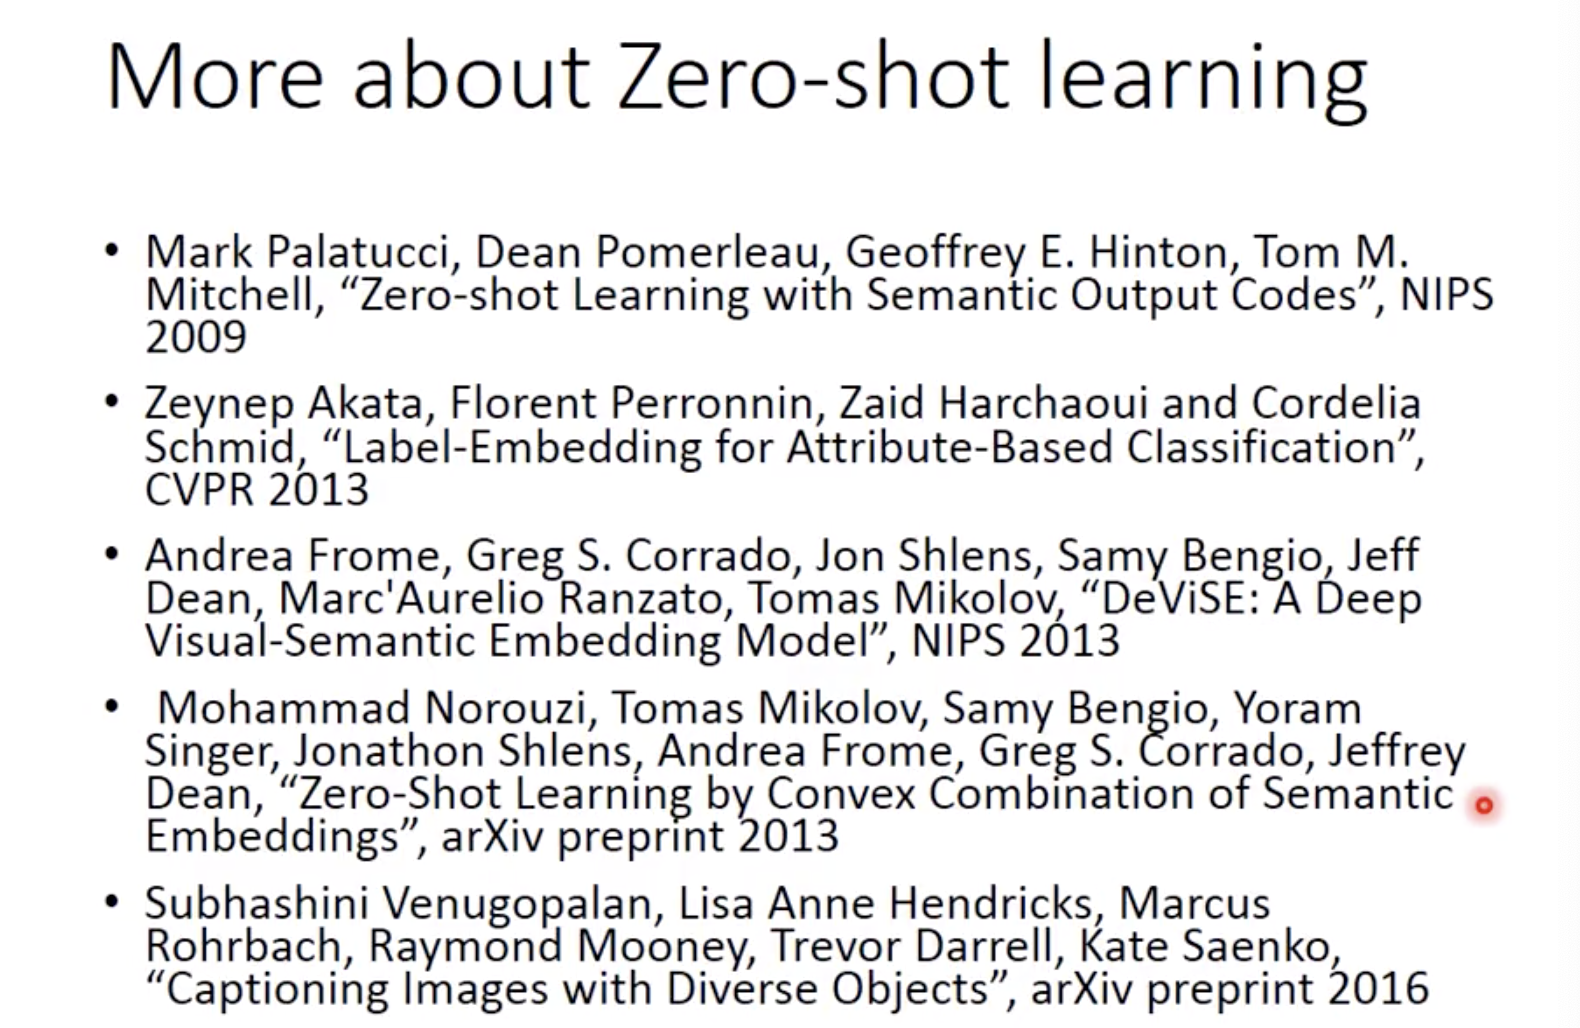 More about Zero-shot learning
• Mark Palatucci, Dean Pomerleau, Geoffrey E. Hinton, Tom M.
Mitchell, “Zero-shot Learning with Semantic Output Codes”, NIPS
2009
• Zeynep Akata, Florent Perronnin, Zaid Harchaoui and Cordelia
Schmid, “Label-Embedding for Attribute-Based Classification”,
CVPR 2013
• Andrea Frome, Greg S. Corrado, Jon Shlens, Samy Bengio, Jeff
Dean, Marc'Aurelio Ranzato, Tomas Mikolov, “DeViSE: A Deep
Visual-Semantic Embedding Model”, NIPS 2013
• Mohammad Norouzi, Tomas Mikolov, Samy Bengio, Yoram
Singer, Jonathon Shlens, Andrea Frome, Greg S. Corrado, Jeffrey
Dean, “Zero-Shot Learning by Convex Combination of Semantic
Embeddings”, arXiv preprint 2013
• Subhashini Venugopalan, Lisa Anne Hendricks, Marcus
Rohrbach, Raymond Mooney, Trevor Darrell, Kate Saenko,
“Captioning Images with Diverse Objects”, arXiv preprint 2016